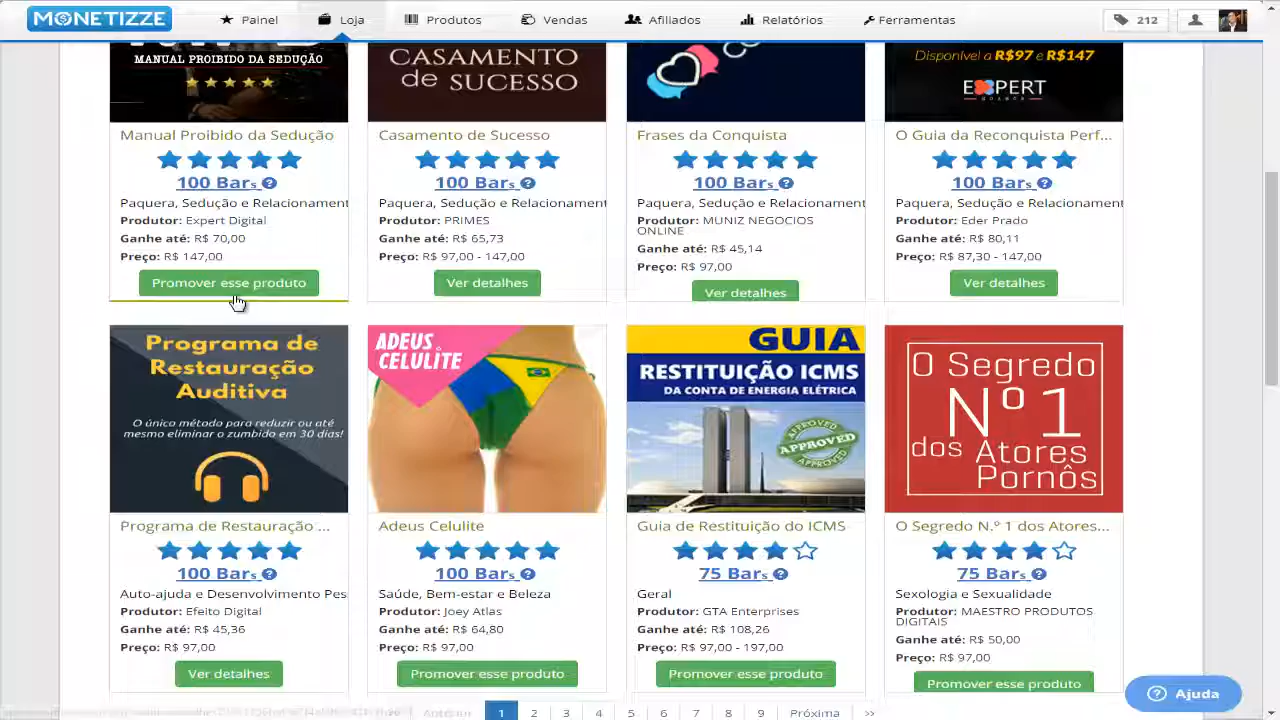 MONETIZZE
Painel
Loja
Produtos
Vendas
Afiliados
Relatórios
Ferramentas
212
MANUAL PROIBIDO DA SEDUÇÃO
CASAMENTO
de SUCESSO
Disponível a R$97 e R$147
EXPERT
Manual Proibido da Sedução
100 Bars
Paquera, Sedução e Relacionament
Produtor: Expert Digital
Ganhe até: R$ 70,00
Preço: R$ 147,00
Promover esse produto
Casamento de Sucesso
100 Bars
Paquera, Sedução e Relacionament
Produtor: PRIMES
Ganhe até: R$ 65,73
Preço: R$ 97,00 - 147,00
Ver detalhes
Frases da Conquista
100 Bars
Paquera, Sedução e Relacionament
Produtor: MUNIZ NEGOCIOS
ONLINE
Ganhe até: R$ 45,14
Preço: R$ 97,00
Ver detalhes
O Guia da Reconquista Perf...
100 Bars
Paquera, Sedução e Relacionament
Produtor: Eder Prado
Ganhe até: R$ 80,11
Preço: R$ 87,30 - 147,00
Ver detalhes
Programa de
Restauração
Auditiva
O único método para reduzir ou até
mesmo eliminar o zumbido em 30 dias!
Programa de Restauração ...
100 Bars
Auto-ajuda e Desenvolvimento Pes
Produtor: Efeito Digital
Ganhe até: R$ 45,36
Preço: R$ 97,00
Ver detalhes
ADEUS
CELULITE
Adeus Celulite
100 Bars
Saúde, Bem-estar e Beleza
Produtor: Joey Atlas
Ganhe até: R$ 64,80
Preço: R$ 97,00
Promover esse produto
GUIA
RESTITUIÇÃO ICMS
DA CONTA DE ENERGIA ELÉTRICA
APPROVED
APPROVED
APPROVED
Guia de Restituição do ICMS
75 Bars
Geral
Produtor: GTA Enterprises
Ganhe até: R$ 108,26
Preço: R$ 97,00 - 197,00
Promover esse produto
O Segredo
Nº 1
dos Atores
Pornôs
O Segredo N.º 1 dos Atores...
75 Bars
Sexologia e Sexualidade
Produtor: MAESTRO PRODUTOS
DIGITAIS
Ganhe até: R$ 50,00
Preço: R$ 97,00
Promover esse produto
Ajuda
1 2 3 4 5 6 7 8 9 Próxima >>